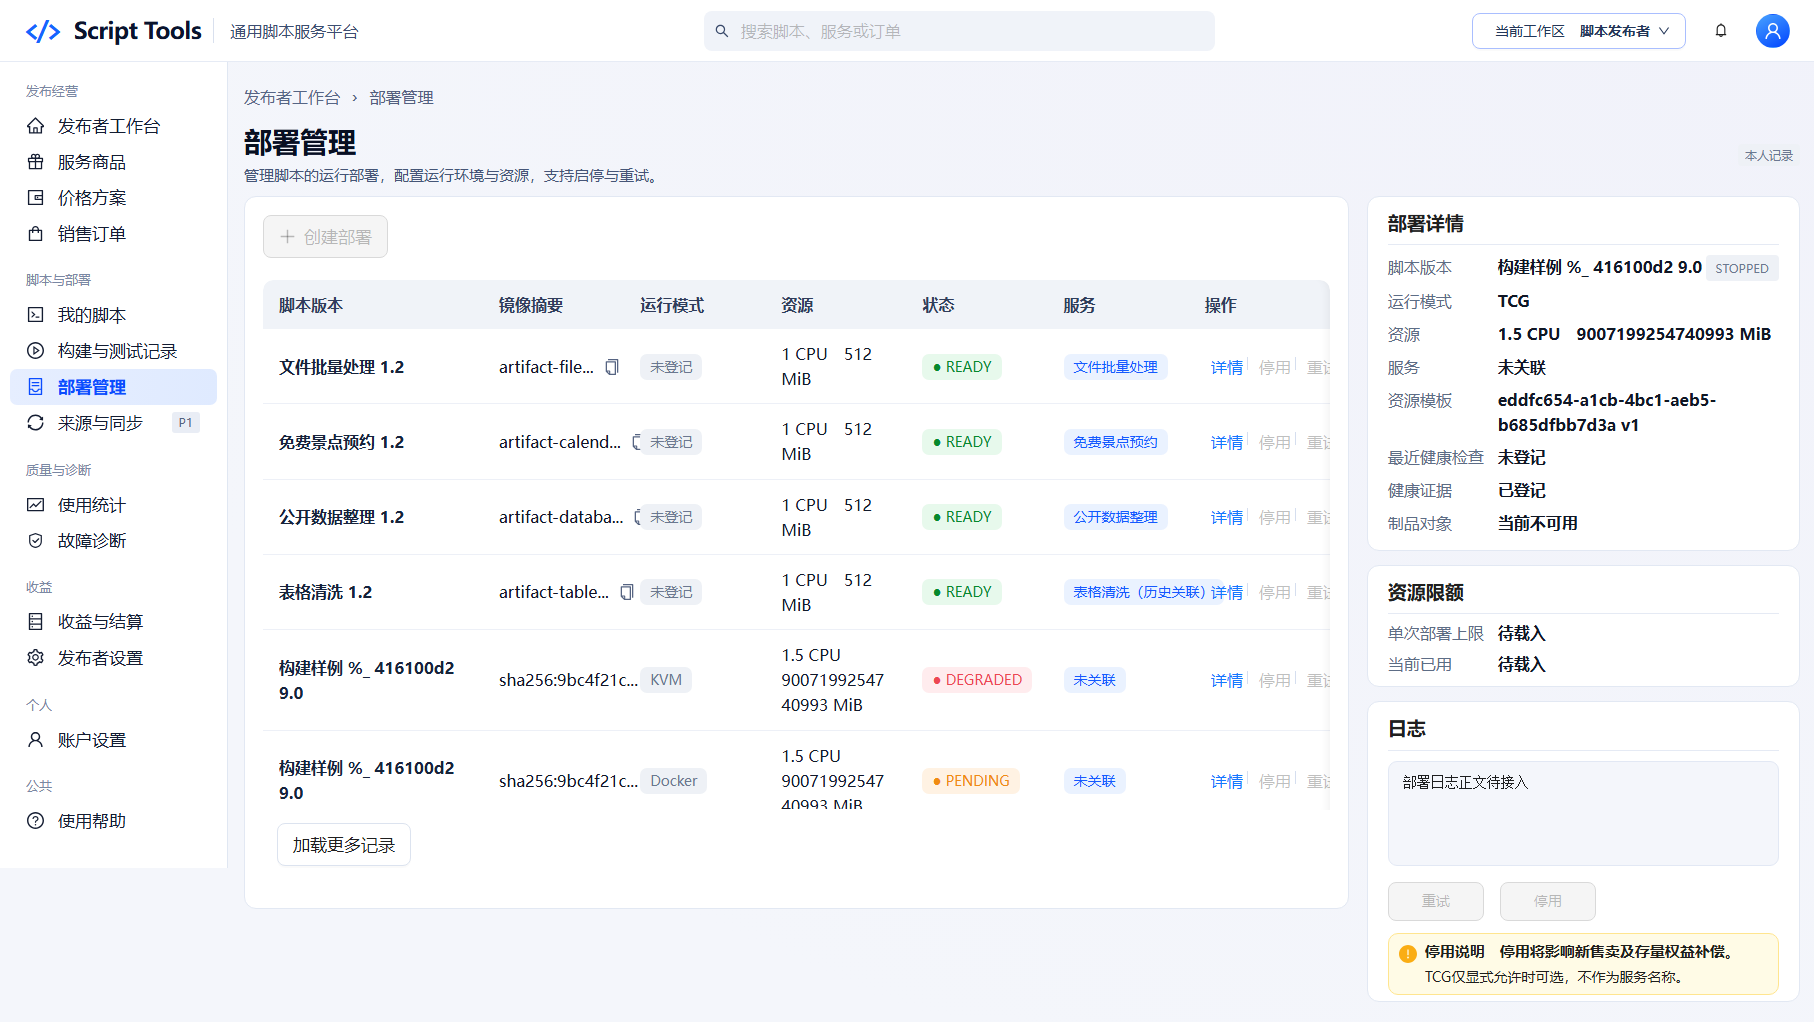 Script Tools
通用脚本服务平台
搜索脚本、服务或订单
当前工作区 脚本发布者
发布经营
发布者工作台
服务商品
价格方案
销售订单
脚本与部署
我的脚本
构建与测试记录
部署管理
来源与同步 P1
质量与诊断
使用统计
故障诊断
收益
收益与结算
发布者设置
个人
账户设置
公共
使用帮助
发布者工作台 › 部署管理
部署管理
管理脚本的运行部署，配置运行环境与资源，支持启停与重试。
本人记录
创建部署
脚本版本 镜像摘要 运行模式 资源 状态 服务 操作
文件批量处理 1.2 artifact-file... 未登记 1 CPU 512 MiB READY 文件批量处理 详情 停用 重试
免费景点预约 1.2 artifact-calend... 未登记 1 CPU 512 MiB READY 免费景点预约 详情 停用 重试
公开数据整理 1.2 artifact-databa... 未登记 1 CPU 512 MiB READY 公开数据整理 详情 停用 重试
表格清洗 1.2 artifact-table... 未登记 1 CPU 512 MiB READY 表格清洗（历史关联） 详情 停用 重试
构建样例 %_ 416100d2 9.0 sha256:9bc4f21c... KVM 1.5 CPU 9007199254740993 MiB DEGRADED 未关联 详情 停用 重试
构建样例 %_ 416100d2 9.0 sha256:9bc4f21c... Docker 1.5 CPU 9007199254740993 MiB PENDING 未关联 详情 停用 重试
加载更多记录
部署详情
脚本版本 构建样例 %_ 416100d2 9.0 STOPPED
运行模式 TCG
资源 1.5 CPU 9007199254740993 MiB
服务 未关联
资源模板 eddfc654-a1cb-4bc1-aeb5-
b685dfbb7d3a v1
最近健康检查 未登记
健康证据 已登记
制品对象 当前不可用
资源限额
单次部署上限 待载入
当前已用 待载入
日志
部署日志正文待接入
重试 停用
停用说明 停用将影响新售卖及存量权益补偿。
TCG仅显式允许时可选，不作为服务名称。